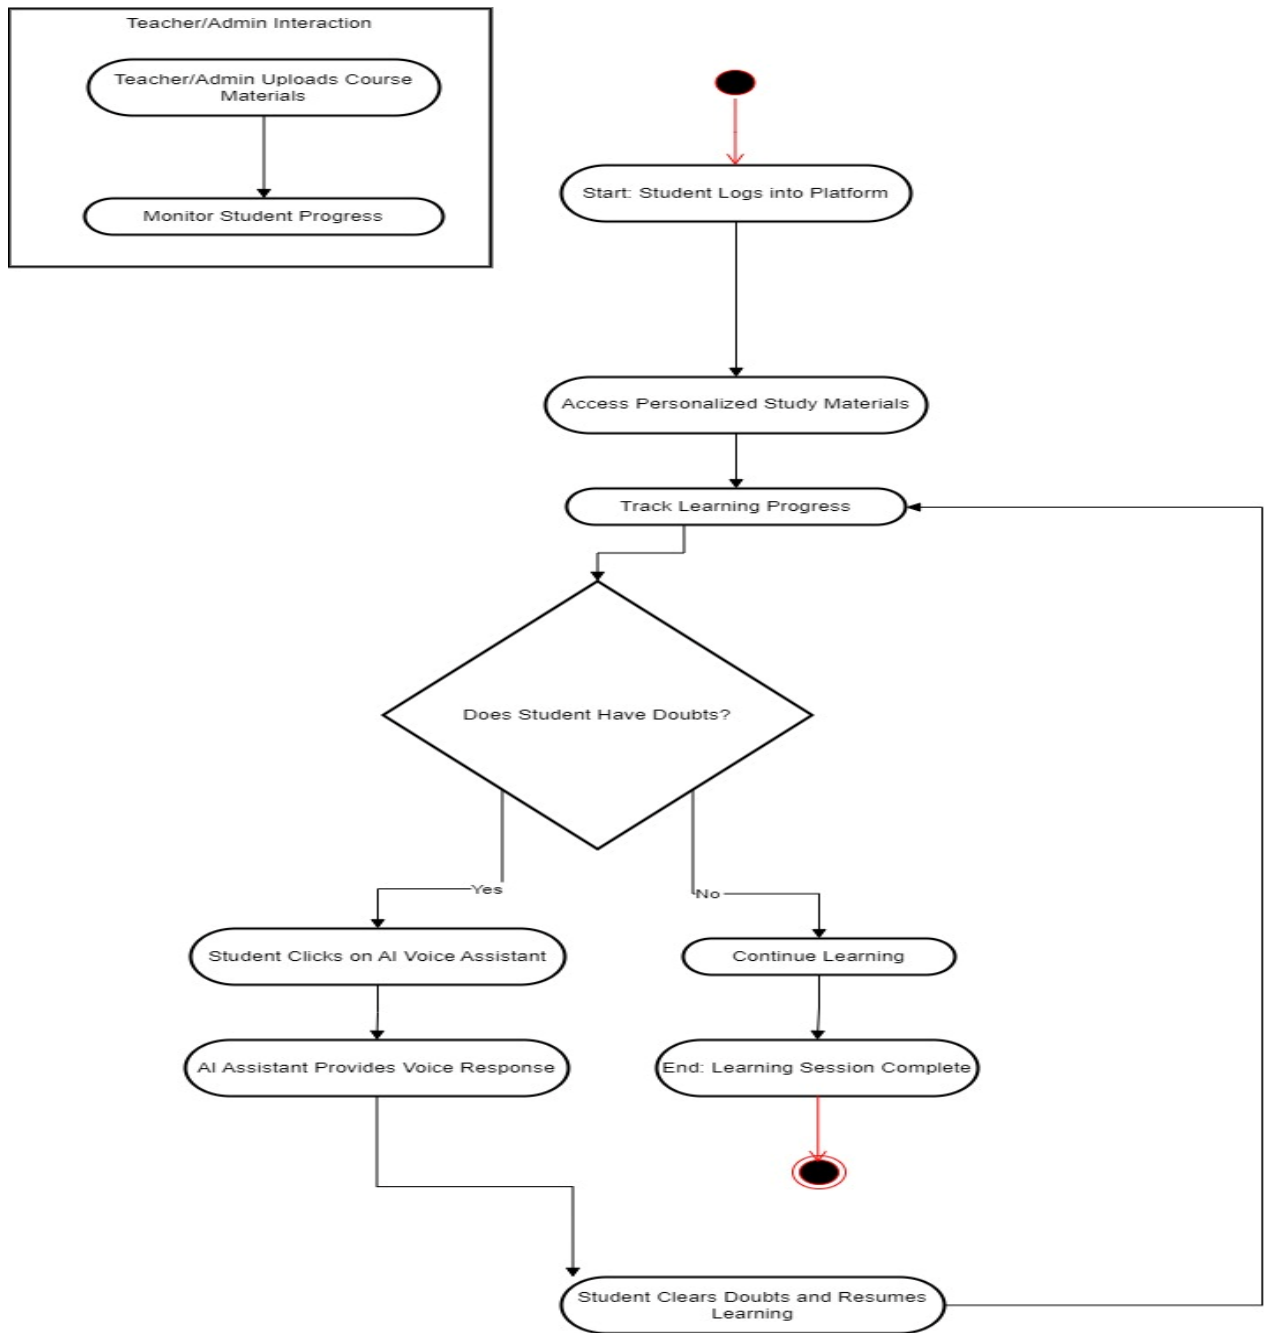 Teacher/Admin Interaction
Teacher/Admin Uploads Course
Materials
Monitor Student Progress
Start: Student Logs into Platform
Access Personalized Study Materials
Track Learning Progress
Does Student Have Doubts?
Yes
No
Student Clicks on AI Voice Assistant
Continue Learning
AI Assistant Provides Voice Response
End: Learning Session Complete
Student Clears Doubts and Resumes
Learning